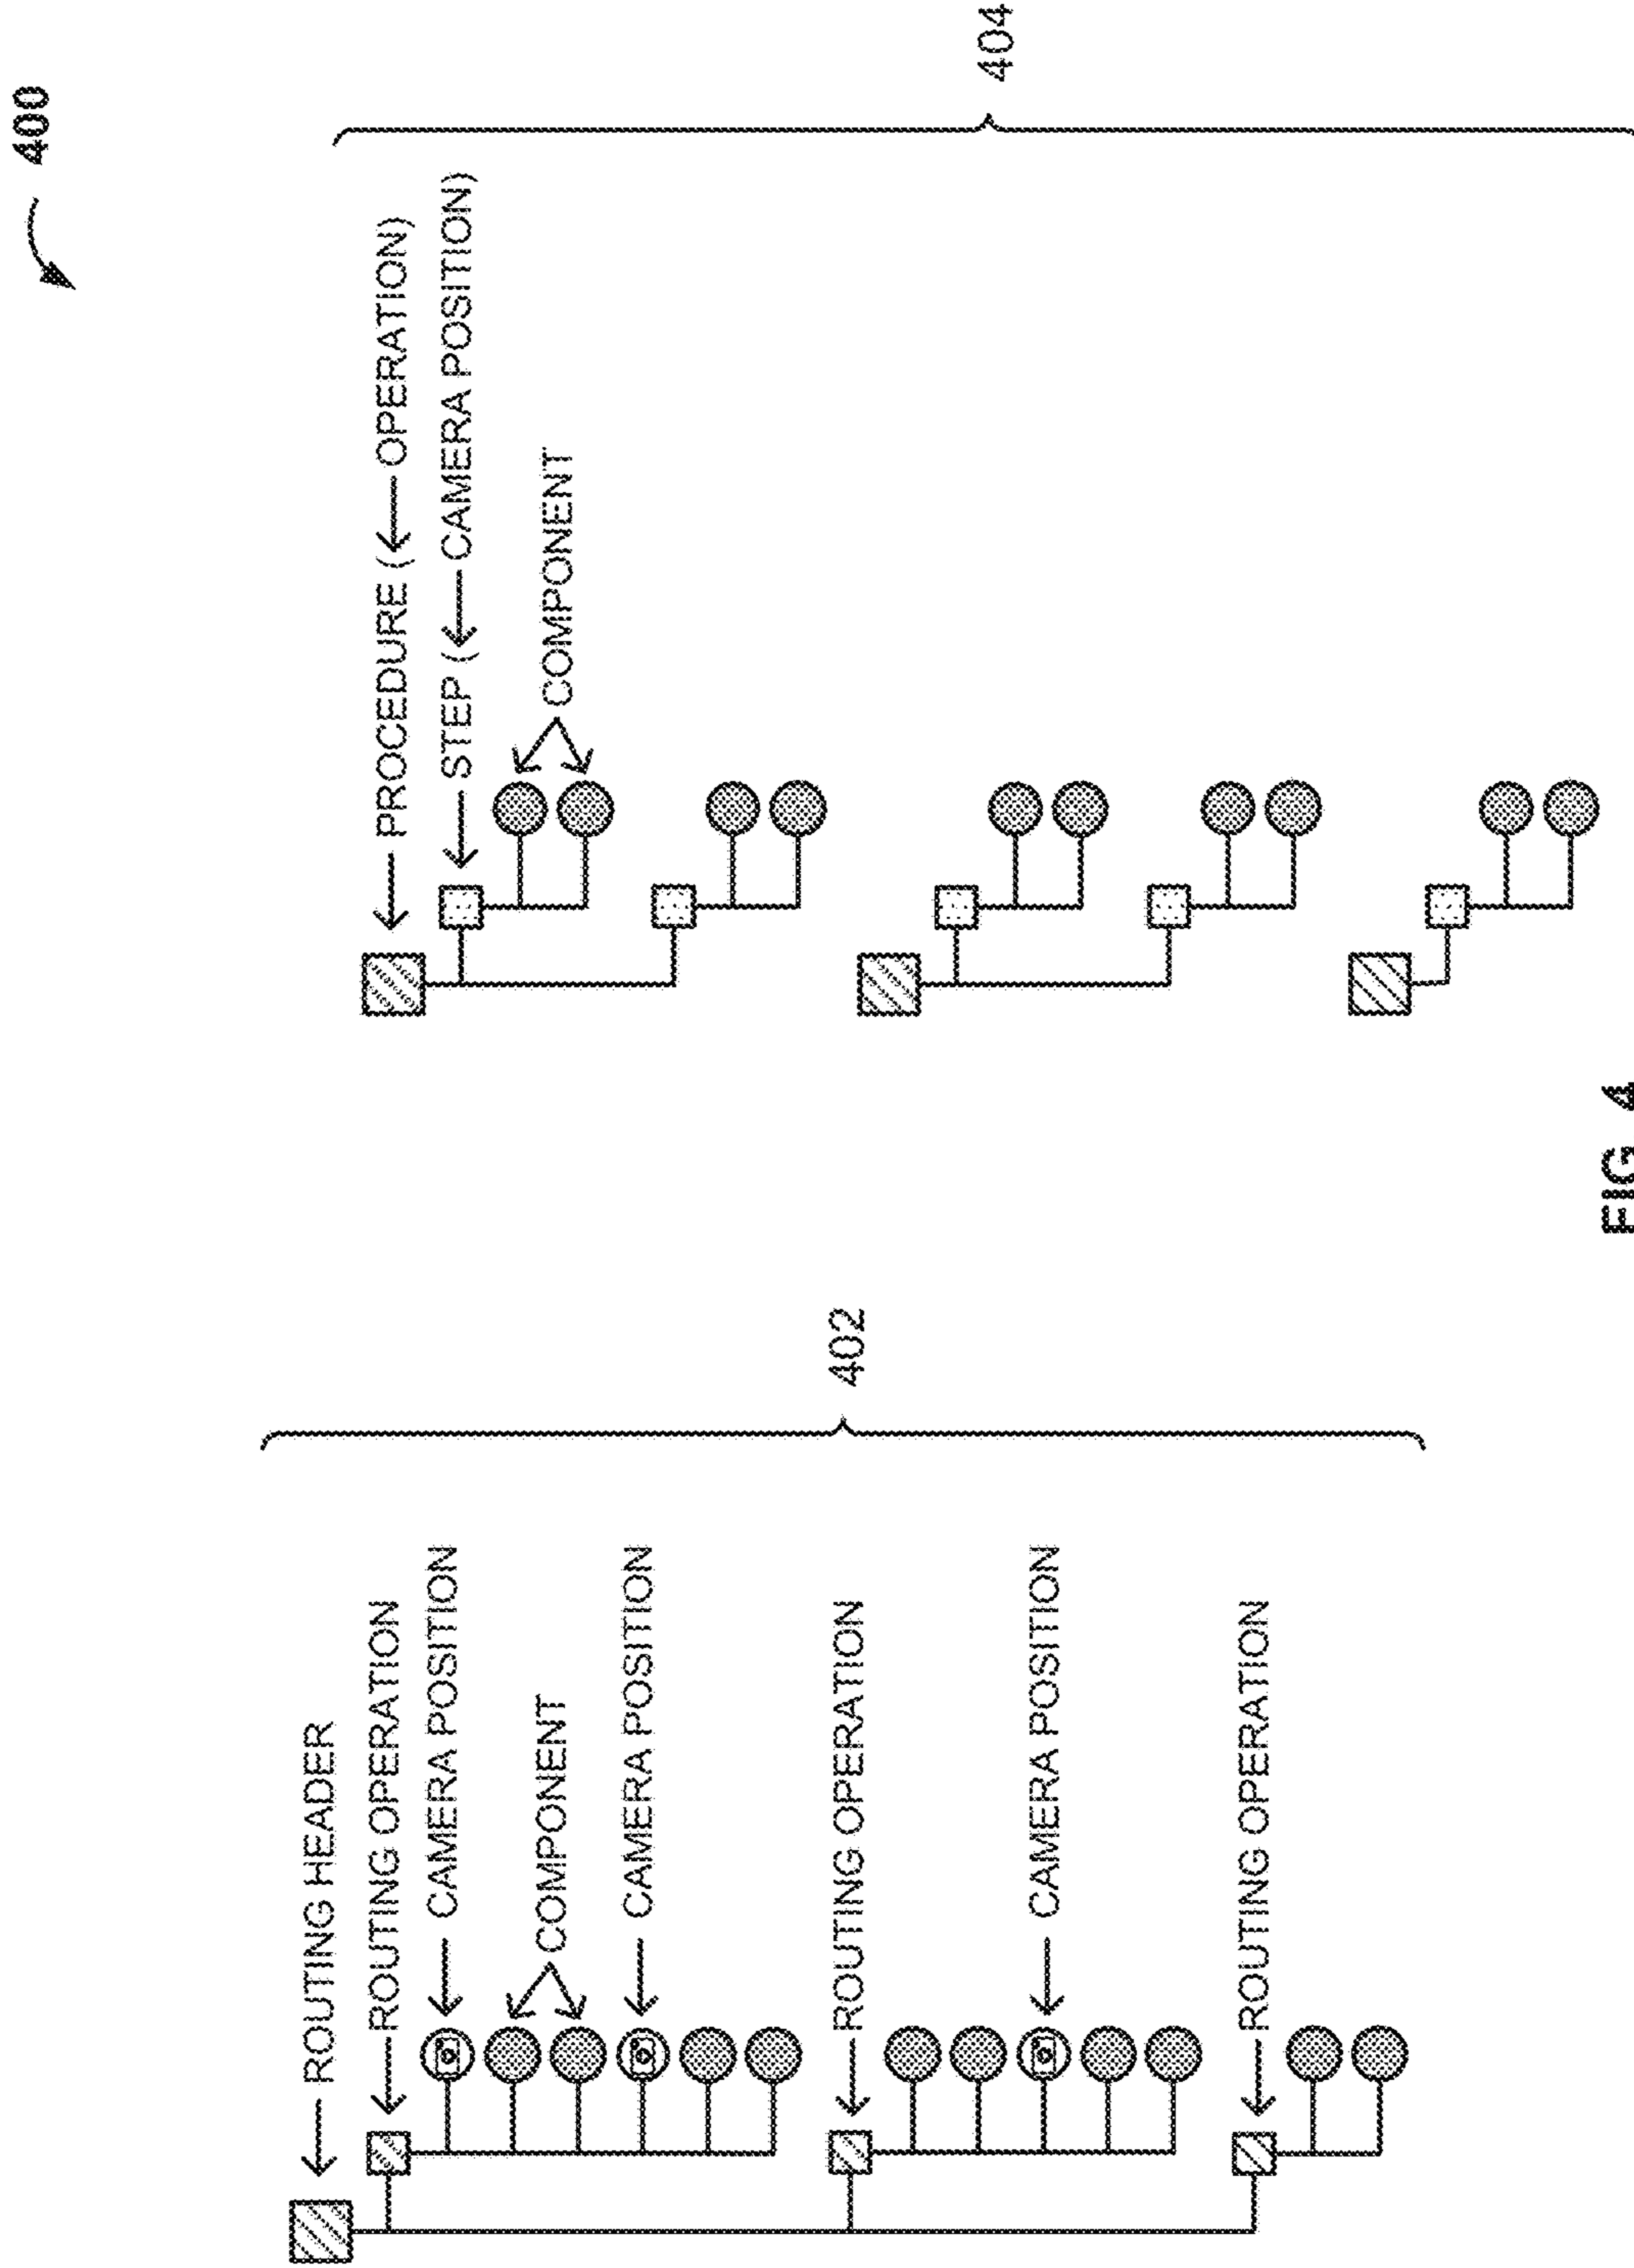 400
ROUTING HEADER
ROUTING OPERATION
CAMERA POSITION
COMPONENT
CAMERA POSITION
ROUTING OPERATION
CAMERA POSITION
ROUTING OPERATION
402
PROCEDURE (← OPERATION)
STEP (← CAMERA POSITION)
COMPONENT
404
FIG. 4